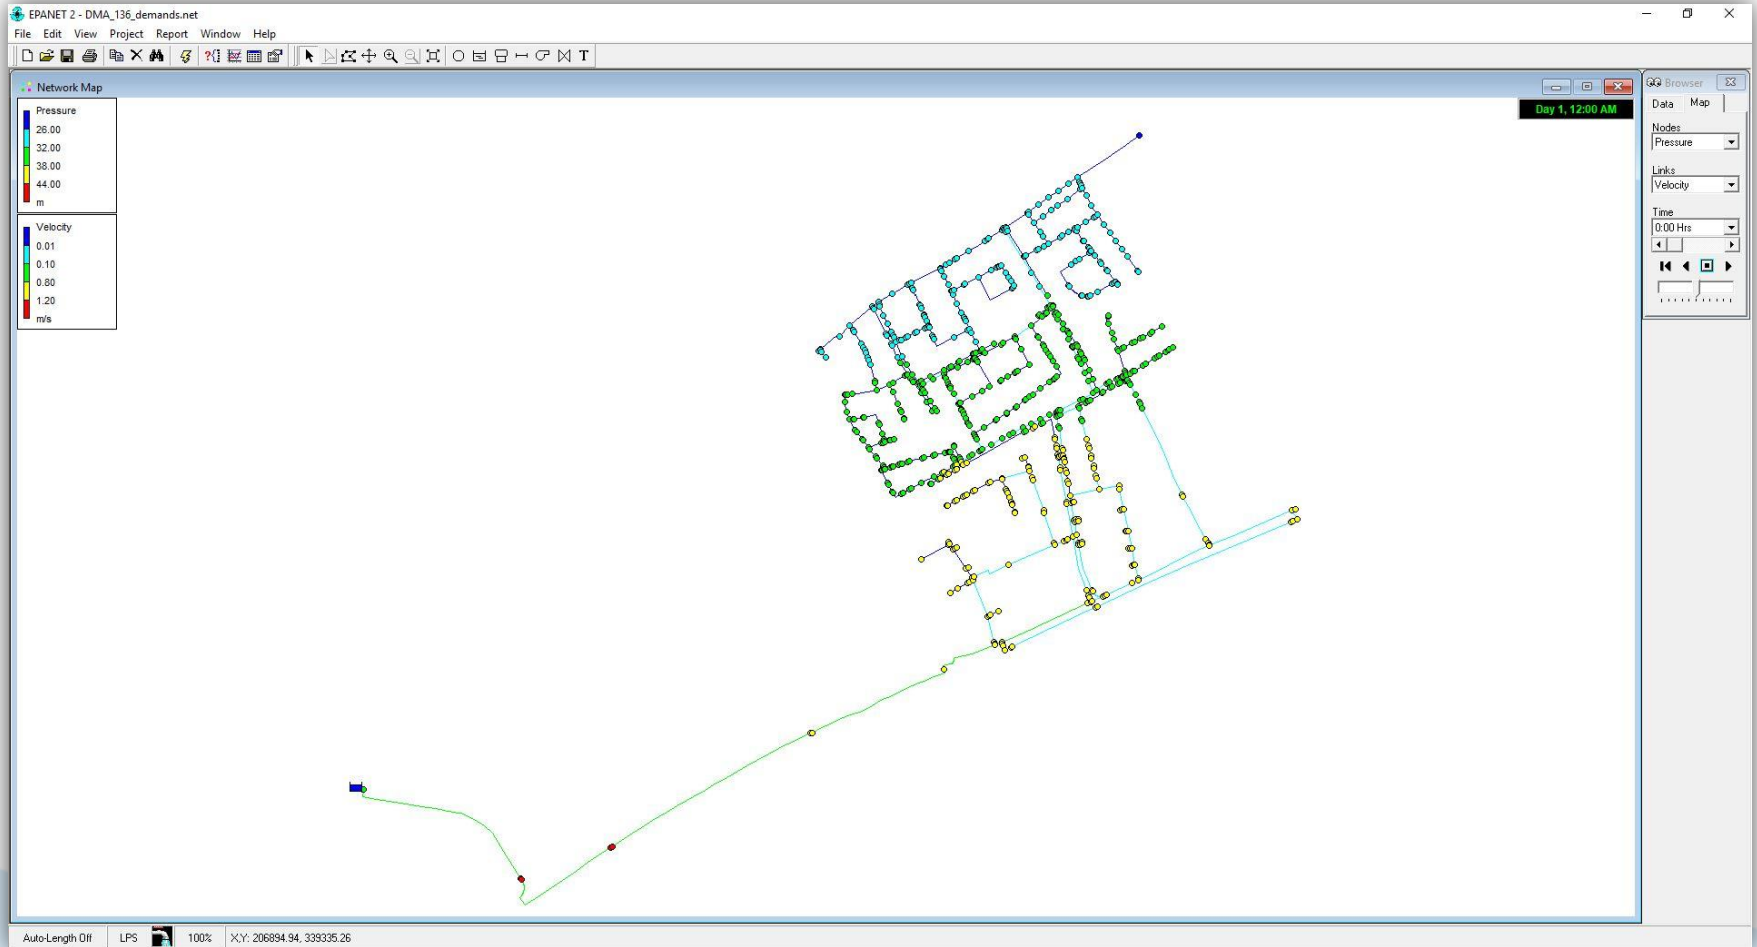 EPANET 2 - DMA_136_demands.net
File Edit View Project Report Window Help
T
Network Map
Pressure
26.00
32.00
38.00
44.00
m
Velocity
0.01
0.10
0.80
1.20
m/s
Day 1, 12:00 AM
Browser
Data Map
Nodes
Pressure
Links
Velocity
Time
0:00 Hrs
Auto-Length Off LPS 100% X,Y: 206894.94, 339335.26